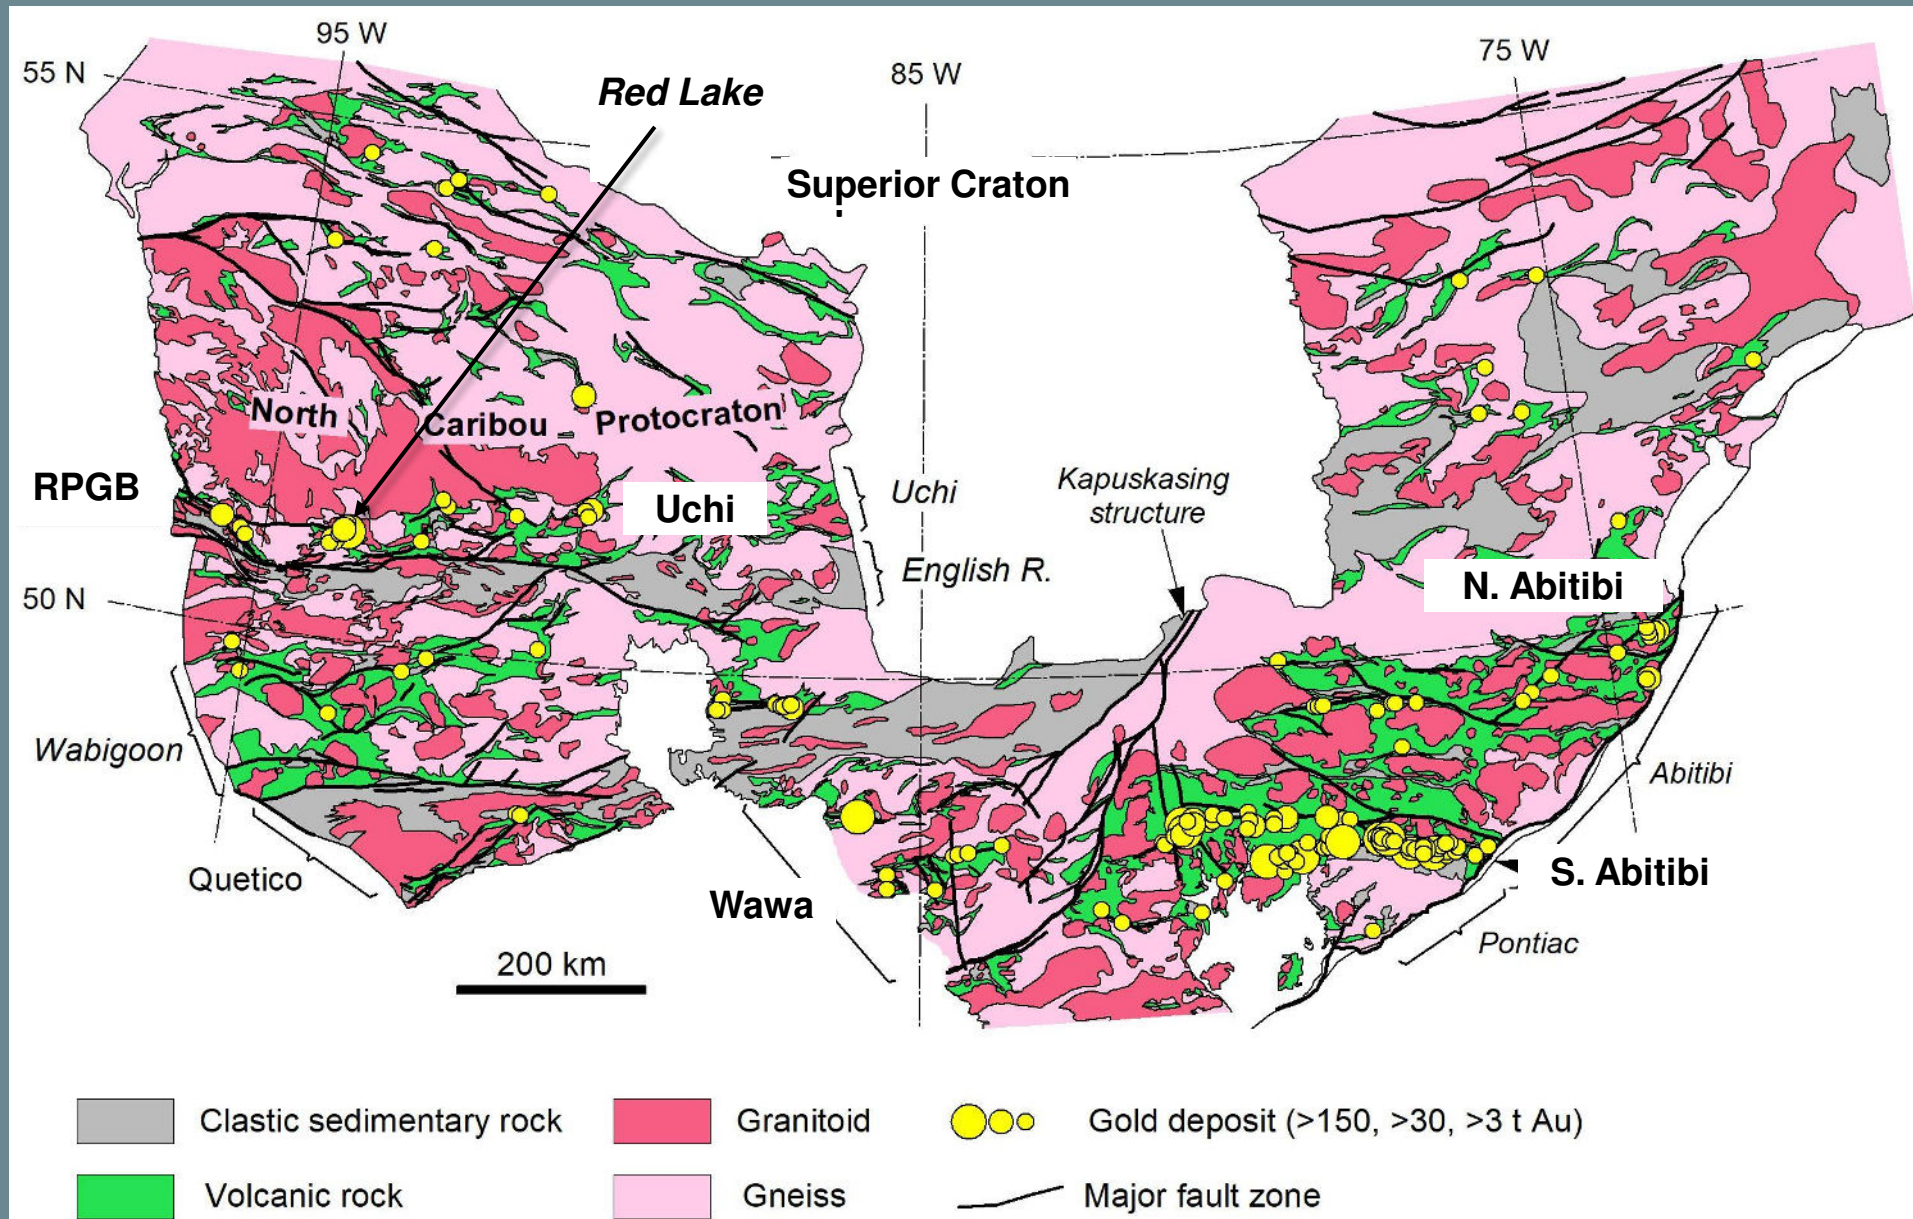 95 W
75 W
55 N
85 W
Red Lake
Superior Craton
North
Caribou
Protocraton
RPGB
Uchi
Uchi
Kapuskasing
structure
English R.
N. Abitibi
50 N
Wabigoon
Abitibi
Quetico
Wawa
S. Abitibi
Pontiac
200 km
Clastic sedimentary rock
Granitoid
Gold deposit (>150, >30, >3 t Au)
Volcanic rock
Gneiss
Major fault zone